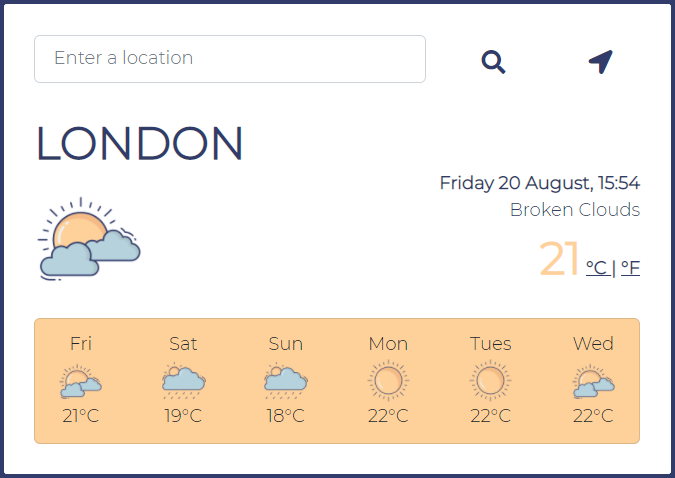 Enter a location
LONDON
Friday 20 August, 15:54
Broken Clouds
21 °C | °F
Fri Sat Sun Mon Tues Wed
21°C 19°C 18°C 22°C 22°C 22°C